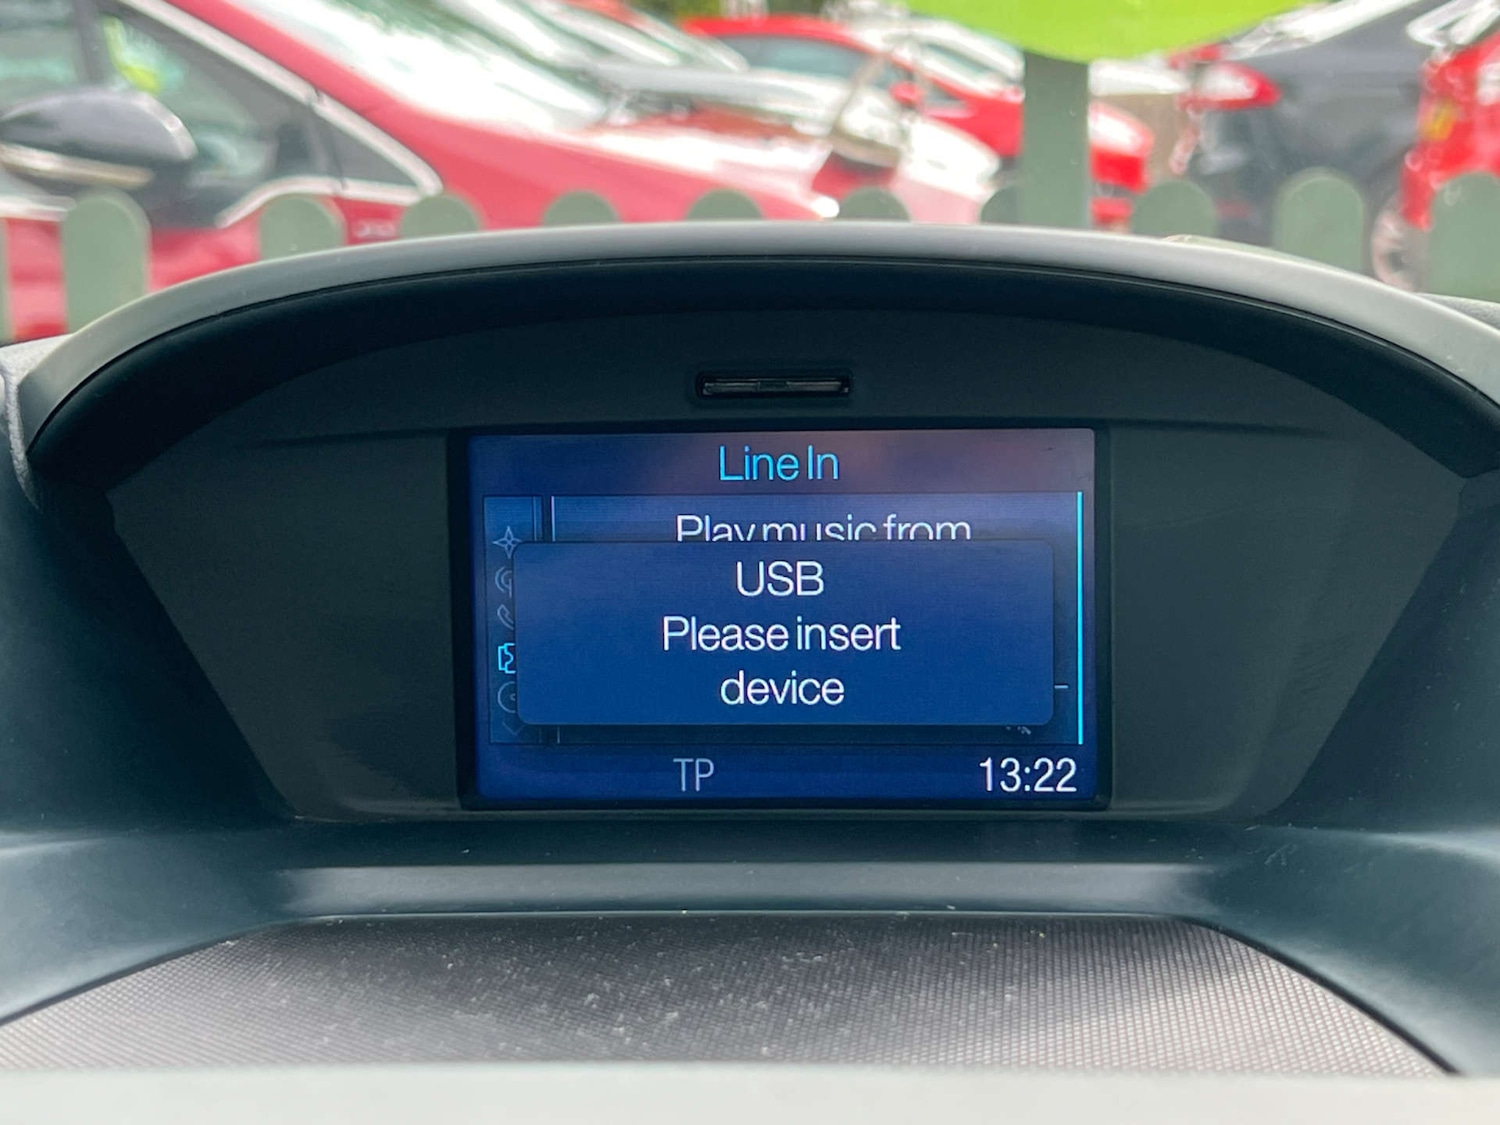 Line In
Play music from
USB
Please insert
device
TP
13:22